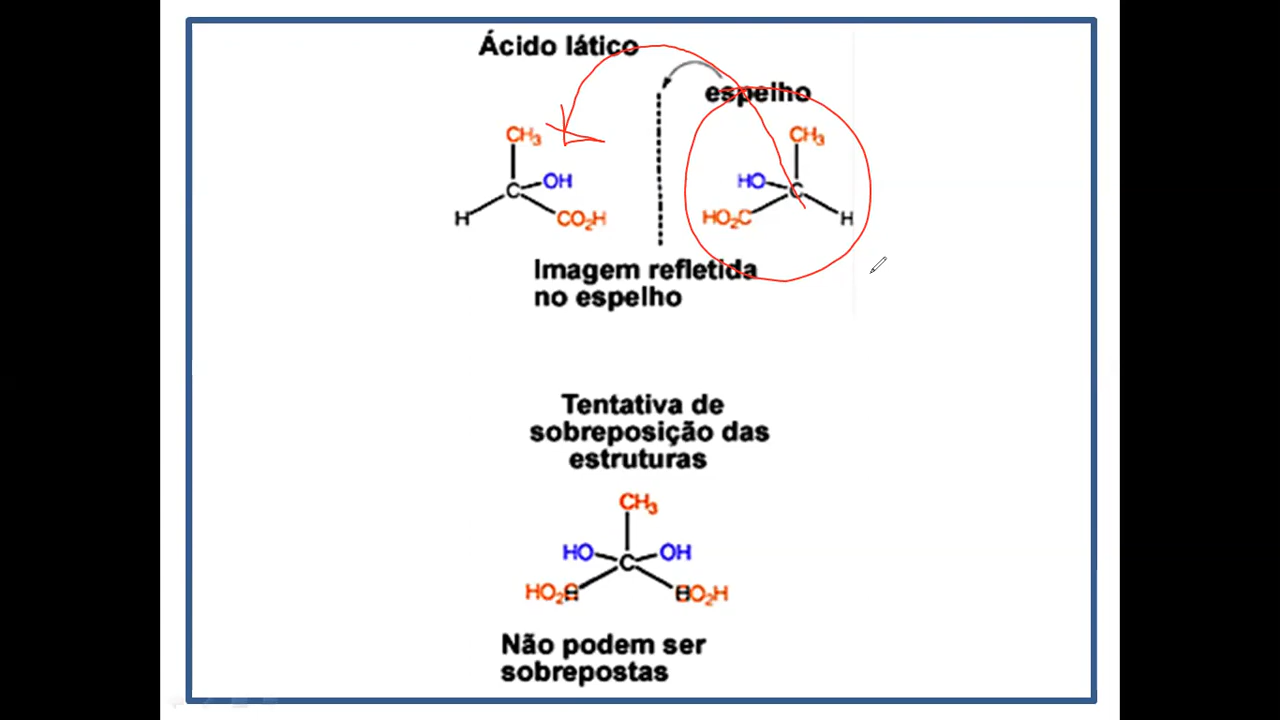 Ácido lático
espelho
CH₃
CH₃
C
OH
HO
C
H
CO₂H
HO₂C
H
Imagem refletida
no espelho
Tentativa de
sobreposição das
estruturas
CH₃
HO
C
OH
Não podem ser
sobrepostas